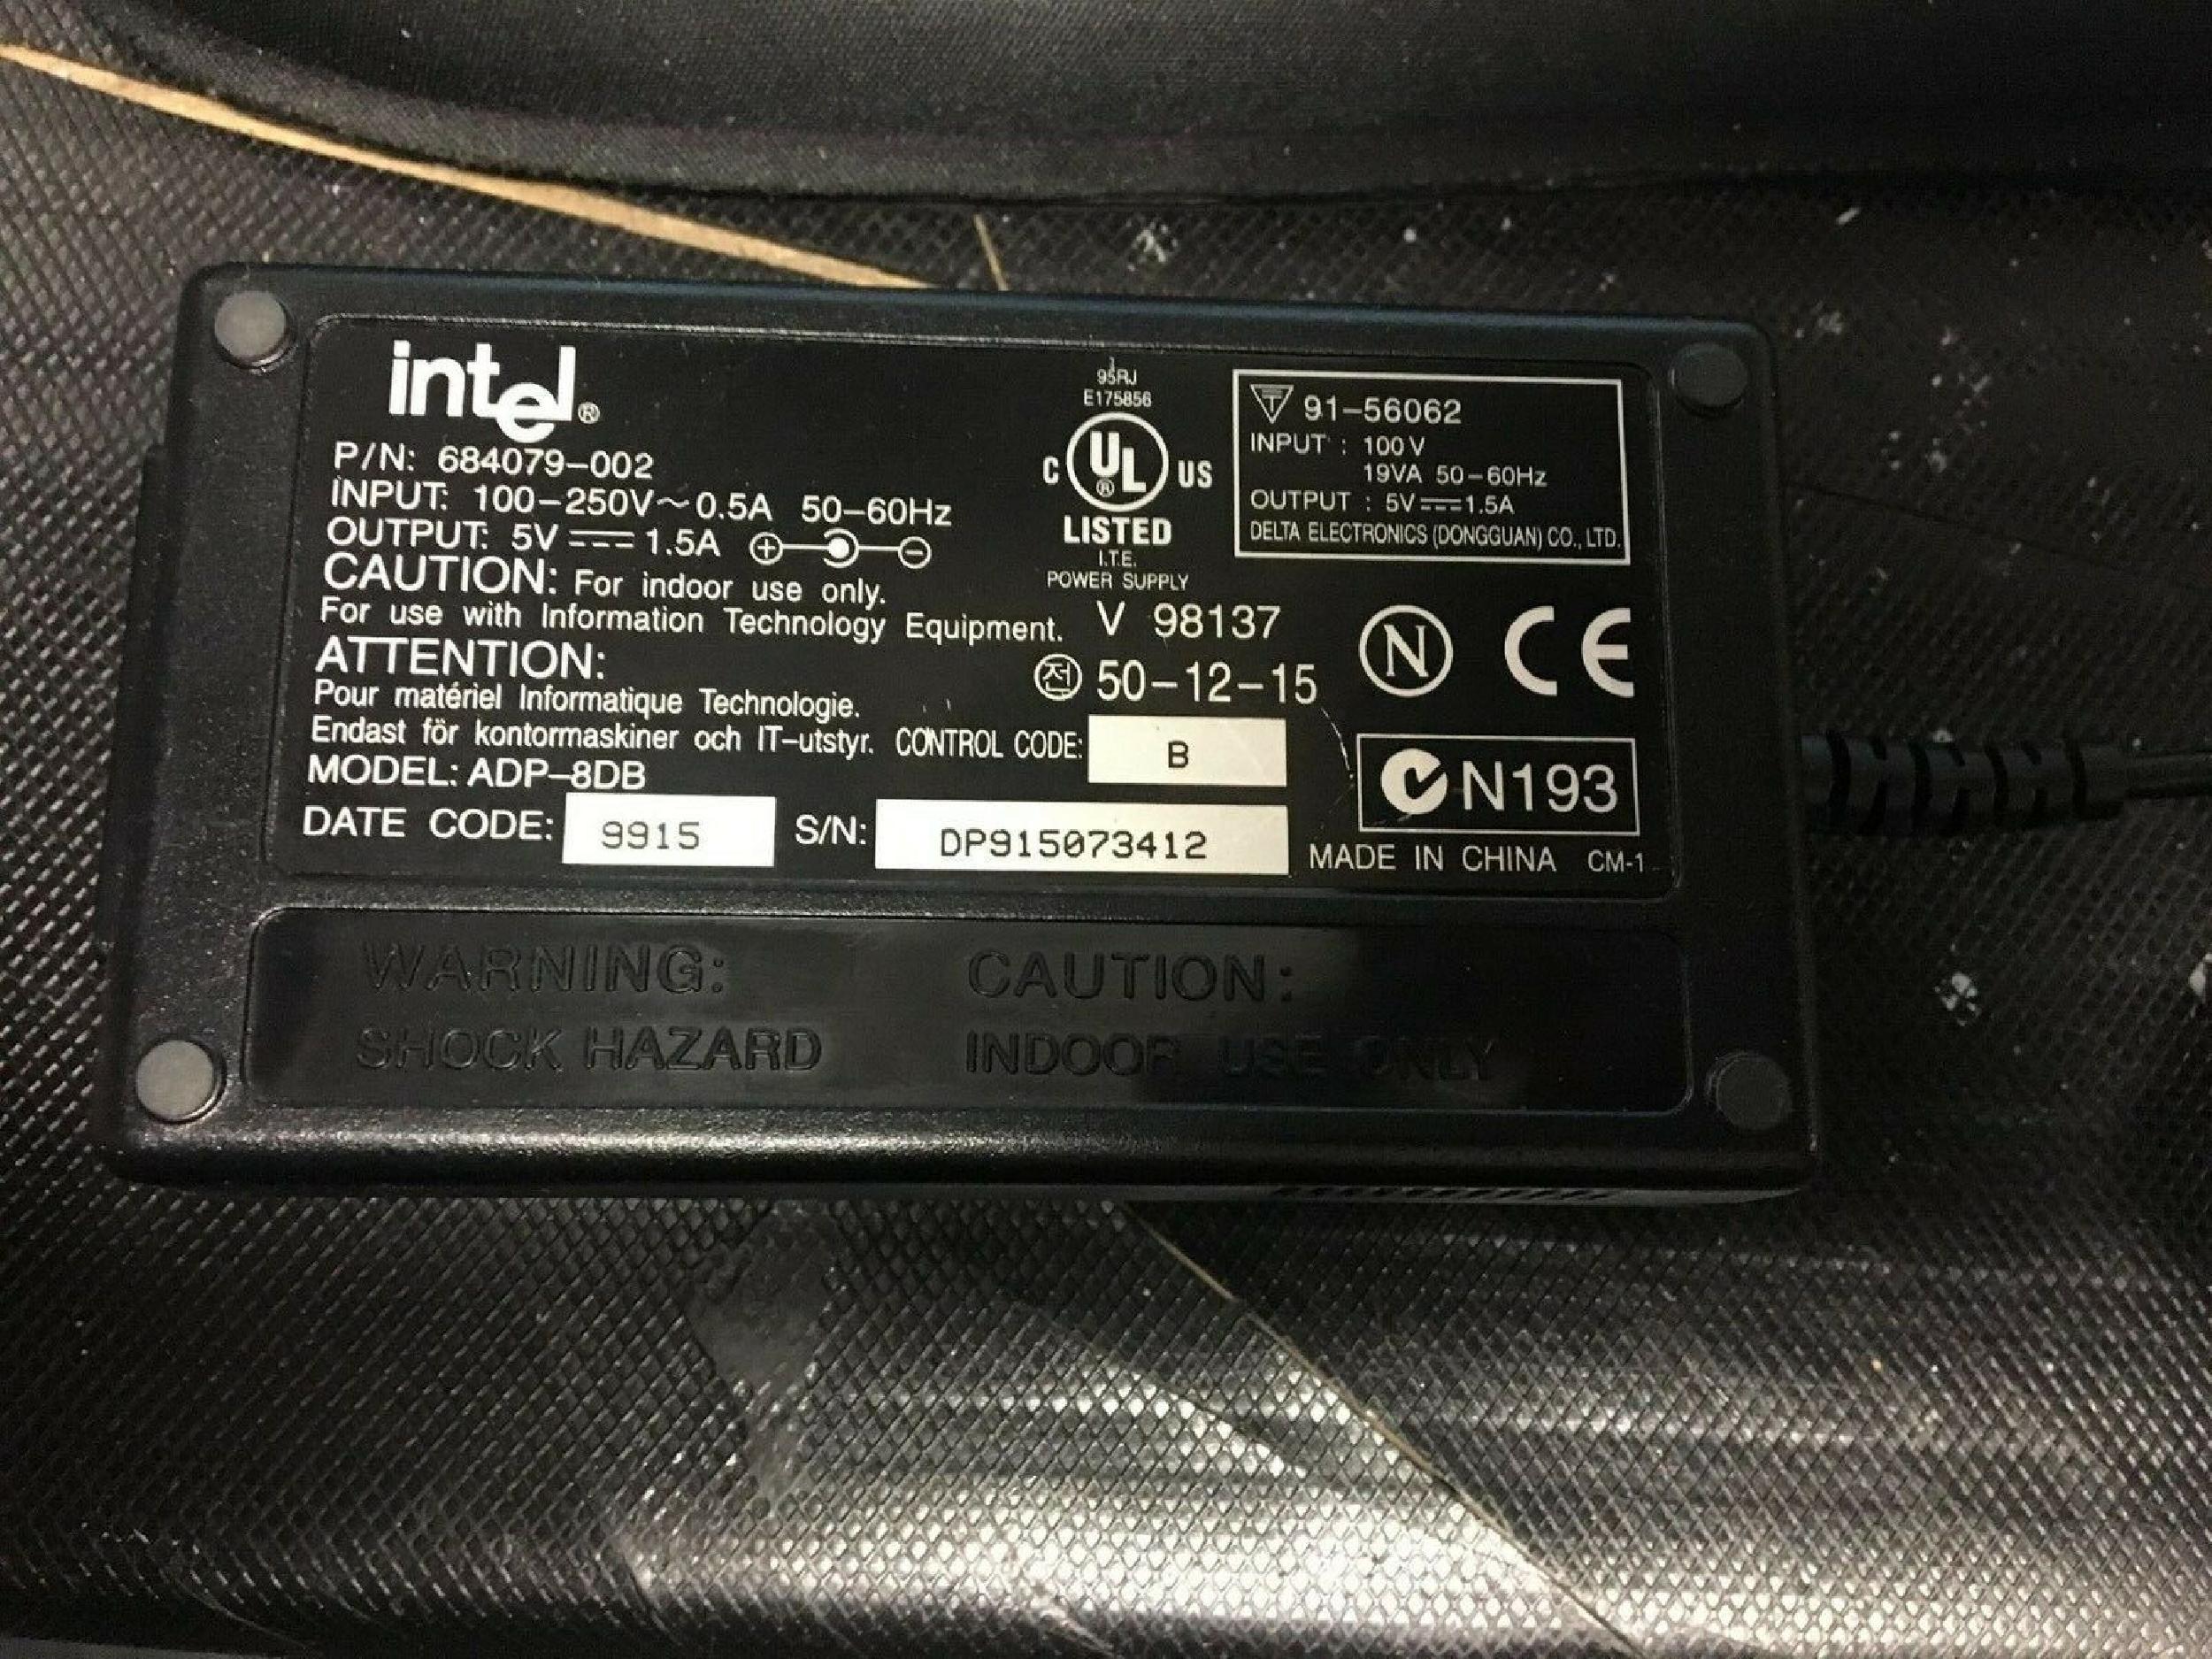 intel®
P/N: 684079-002
INPUT: 100-250V~0.5A 50-60Hz
OUTPUT: 5V⎓1.5A
CAUTION: For indoor use only.
For use with Information Technology Equipment.
ATTENTION:
Pour matériel Informatique Technologie.
Endast för kontormaskiner och IT-utstyr. CONTROL CODE: B
MODEL: ADP-8DB
DATE CODE: 9915 S/N: DP915073412
95RJ
E175856
C UL® US
LISTED
I.T.E.
POWER SUPPLY
V 98137
전 50-12-15
T 91-56062
INPUT : 100V
19VA 50-60Hz
OUTPUT : 5V⎓1.5A
DELTA ELECTRONICS (DONGGUAN) CO., LTD.
N CE
N193
MADE IN CHINA CM-1
WARNING: CAUTION:
SHOCK HAZARD INDOOR USE ONLY